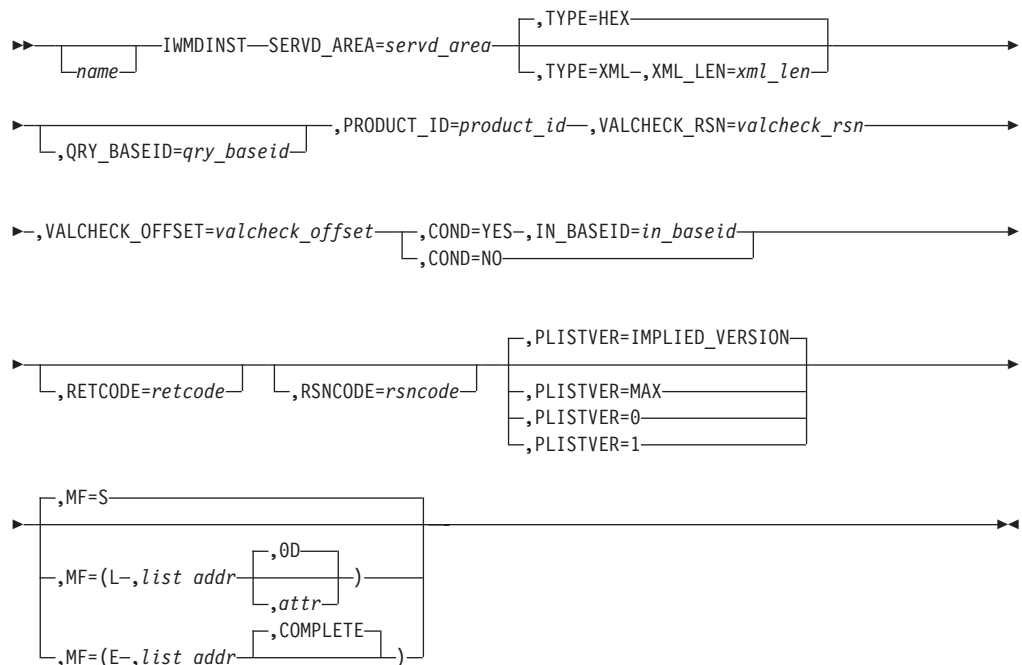 ,TYPE=HEX
IWMDINST SERVD_AREA=servd_area
name ,TYPE=XML ,XML_LEN=xml_len
,PRODUCT_ID=product_id ,VALCHECK_RSN=valcheck_rsn
,QRY_BASEID=qry_baseid
,VALCHECK_OFFSET=valcheck_offset ,COND=YES ,IN_BASEID=in_baseid
,COND=NO
,PLISTVER=IMPLIED_VERSION
,RETCODE=retcode ,RSNCODE=rsncode ,PLISTVER=MAX
,PLISTVER=0
,PLISTVER=1
,MF=S
,0D
,MF=(L ,list addr )
,attr
,COMPLETE
,MF=(E ,list addr )